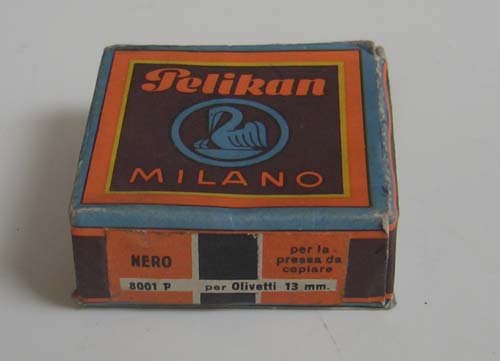 Pelikan
MILANO
NERO
per la
pressa da
copiare
8001 P per Olivetti 13 mm.